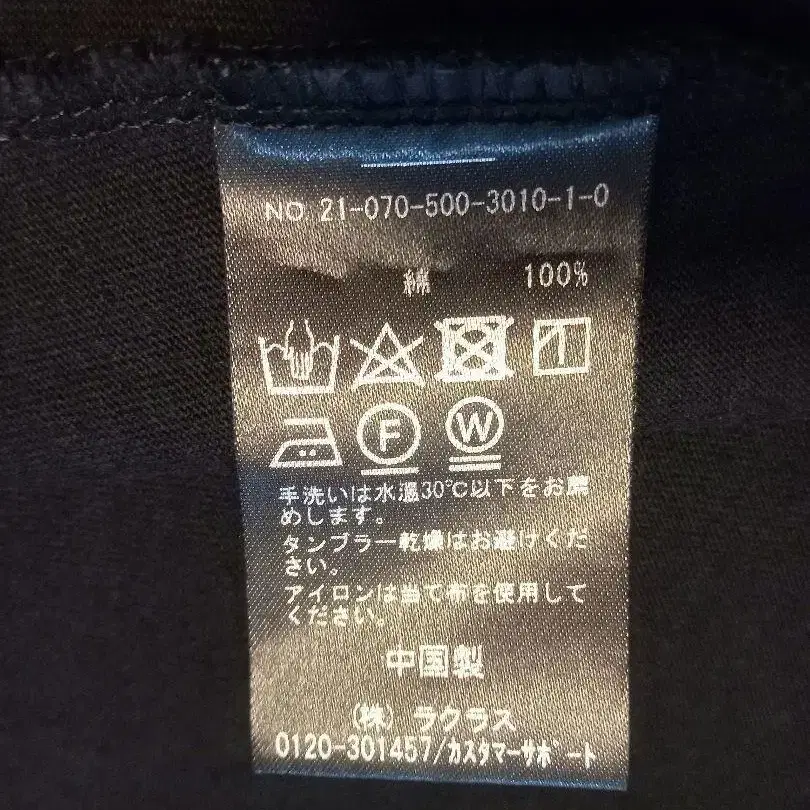 NO 21-070-500-3010-1-0
綿 100%
F W
手洗いは水温30℃以下をお薦
めします。
タンブラー乾燥はお避けくだ
さい。
アイロンは当て布を使用して
ください。
中国製
(株) ラクラス
0120-301457/カスタマーサポート